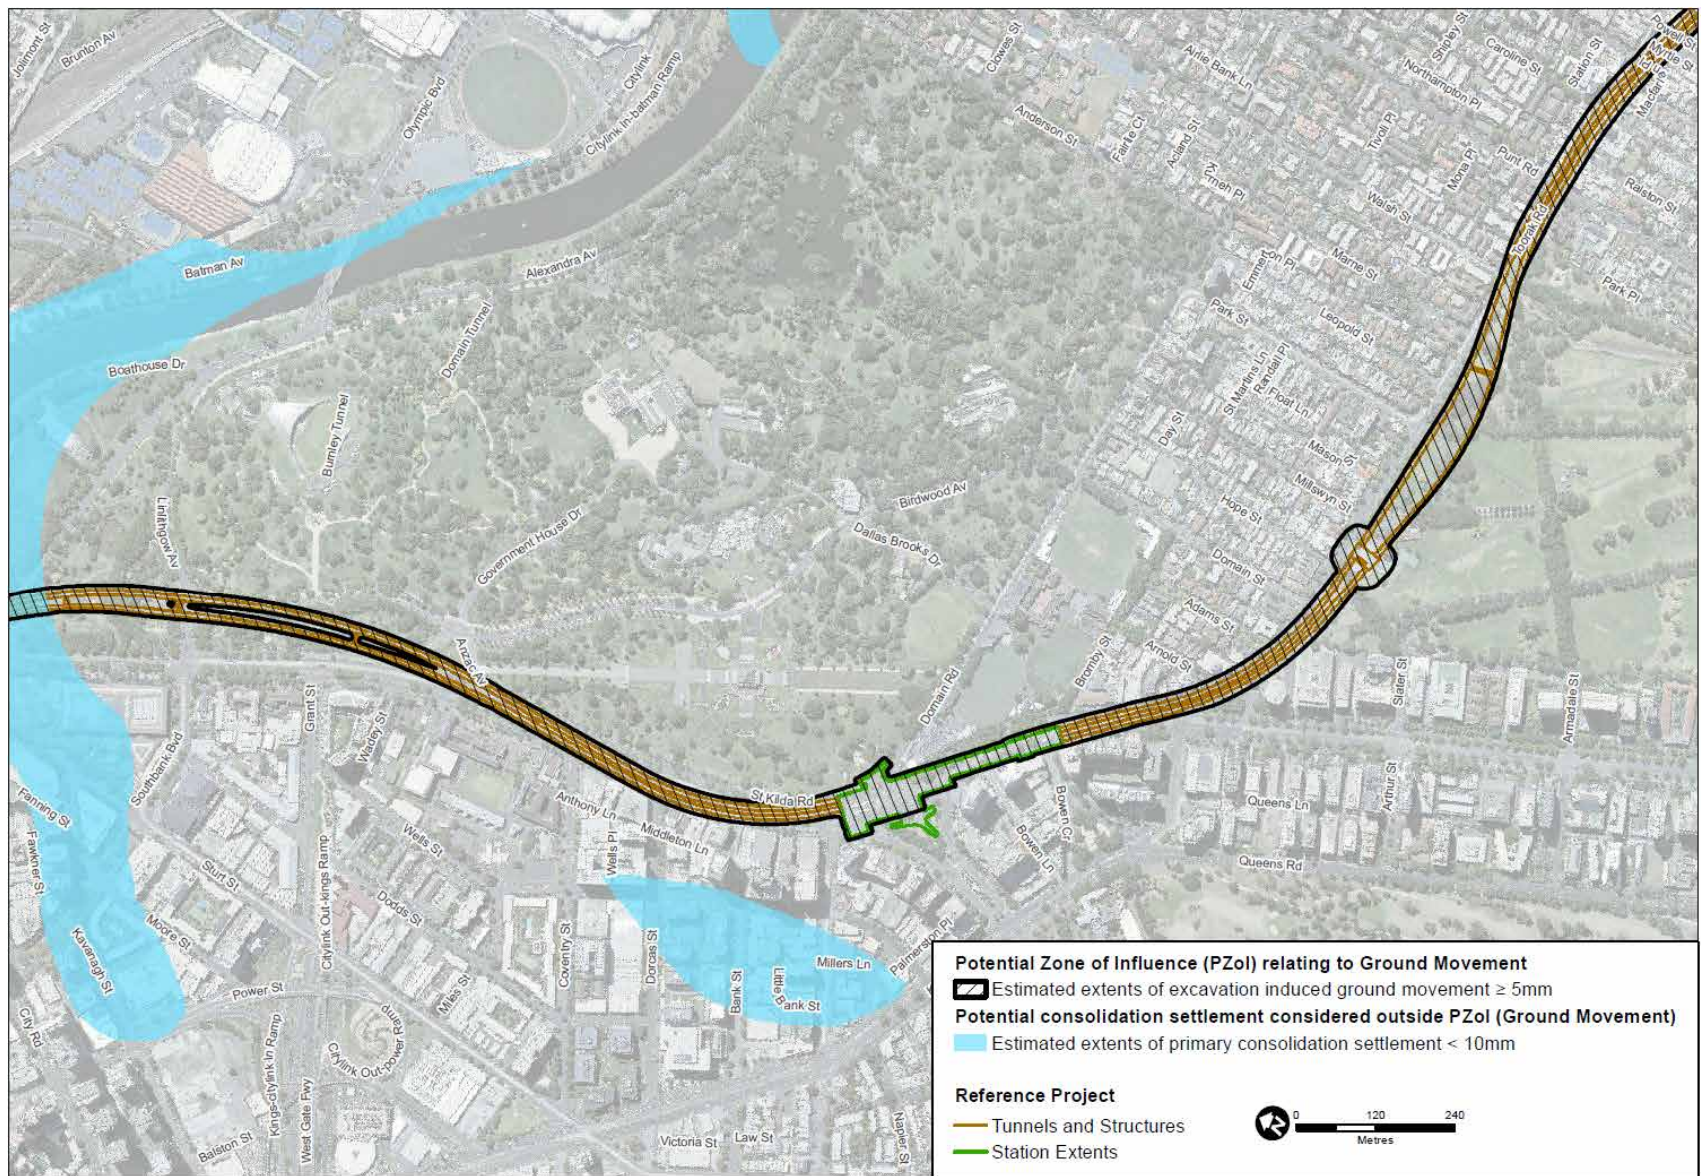 Jolimont St
Brunton Av
Olympic Bvd
Citylink
Citylink In-batman Ramp
Clowes St
Airlie Bank Ln
Shipley St
Caroline St
Station St
Powell St
Northampton Pl
Anderson St
Fairlie Ct
Acland St
Tivoli Pl
Mona Pl
Punt Rd
Ralston St
Walsh St
Toorak Rd
Batman Av
Alexandra Av
Marne St
Park Pl
Park St
Leopold St
Domain Tunnel
Boathouse Dr
St Martins Ln
Randall Pl
Float Ln
Burnley Tunnel
Day St
Mason St
Millswyn St
Birdwood Av
Hope St
Linlithgow Av
Government House Dr
Dallas Brooks Dr
Domain St
Adams St
Anzac Av
Arnold St
Bromby St
Domain Rd
Slater St
Armadale St
Grant St
Wadey St
Southbank Bvd
St Kilda Rd
Anthony Ln
Middleton Ln
Wells Pl
Bowen Cr
Bowen Ln
Queens Ln
Arthur St
Queens Rd
Fanning St
Fawkner St
Wells St
Sturt St
Dodds St
Moore St
Citylink Out-kings Ramp
Kavanagh St
Coventry St
Dorcas St
Millers Ln
Palmerston Pl
Bank St
Little Bank St
Power St
Miles St
City Rd
Kings-citylink In Ramp
Citylink Out-power Ramp
West Gate Fwy
Balston St
Victoria St
Law St
Napier St
Potential Zone of Influence (PZoI) relating to Ground Movement
Estimated extents of excavation induced ground movement ≥ 5mm
Potential consolidation settlement considered outside PZoI (Ground Movement)
Estimated extents of primary consolidation settlement < 10mm
Reference Project
Tunnels and Structures
Station Extents
N
0 120 240
Metres